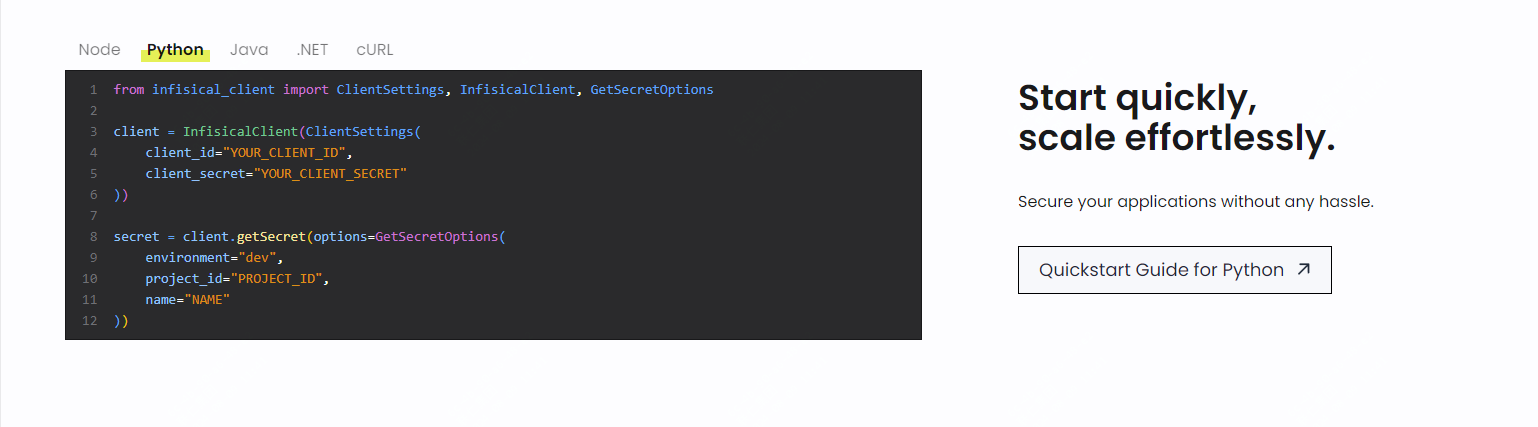 Node Python Java .NET cURL
1 from infisical_client import ClientSettings, InfisicalClient, GetSecretOptions
2
3 client = InfisicalClient(ClientSettings(
4     client_id="YOUR_CLIENT_ID",
5     client_secret="YOUR_CLIENT_SECRET"
6 ))
7
8 secret = client.getSecret(options=GetSecretOptions(
9     environment="dev",
10     project_id="PROJECT_ID",
11     name="NAME"
12 ))
Start quickly,
scale effortlessly.
Secure your applications without any hassle.
Quickstart Guide for Python